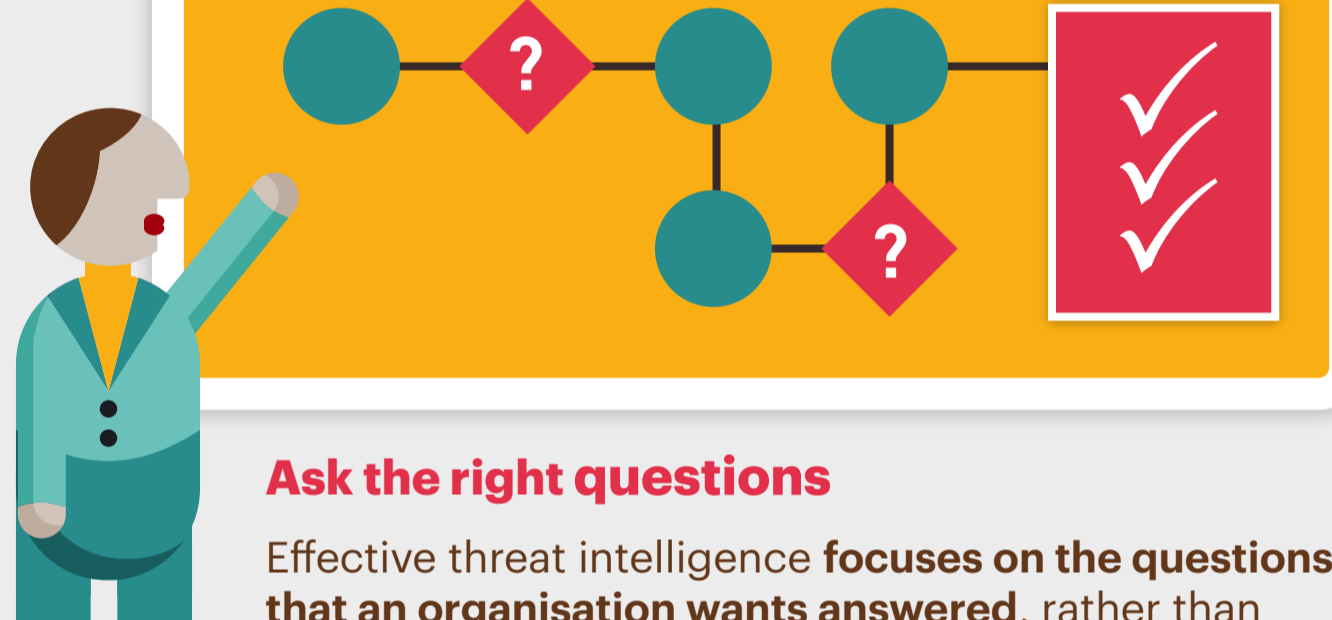 ?
?
Ask the right questions
Effective threat intelligence focuses on the questions
that an organisation wants answered, rather than